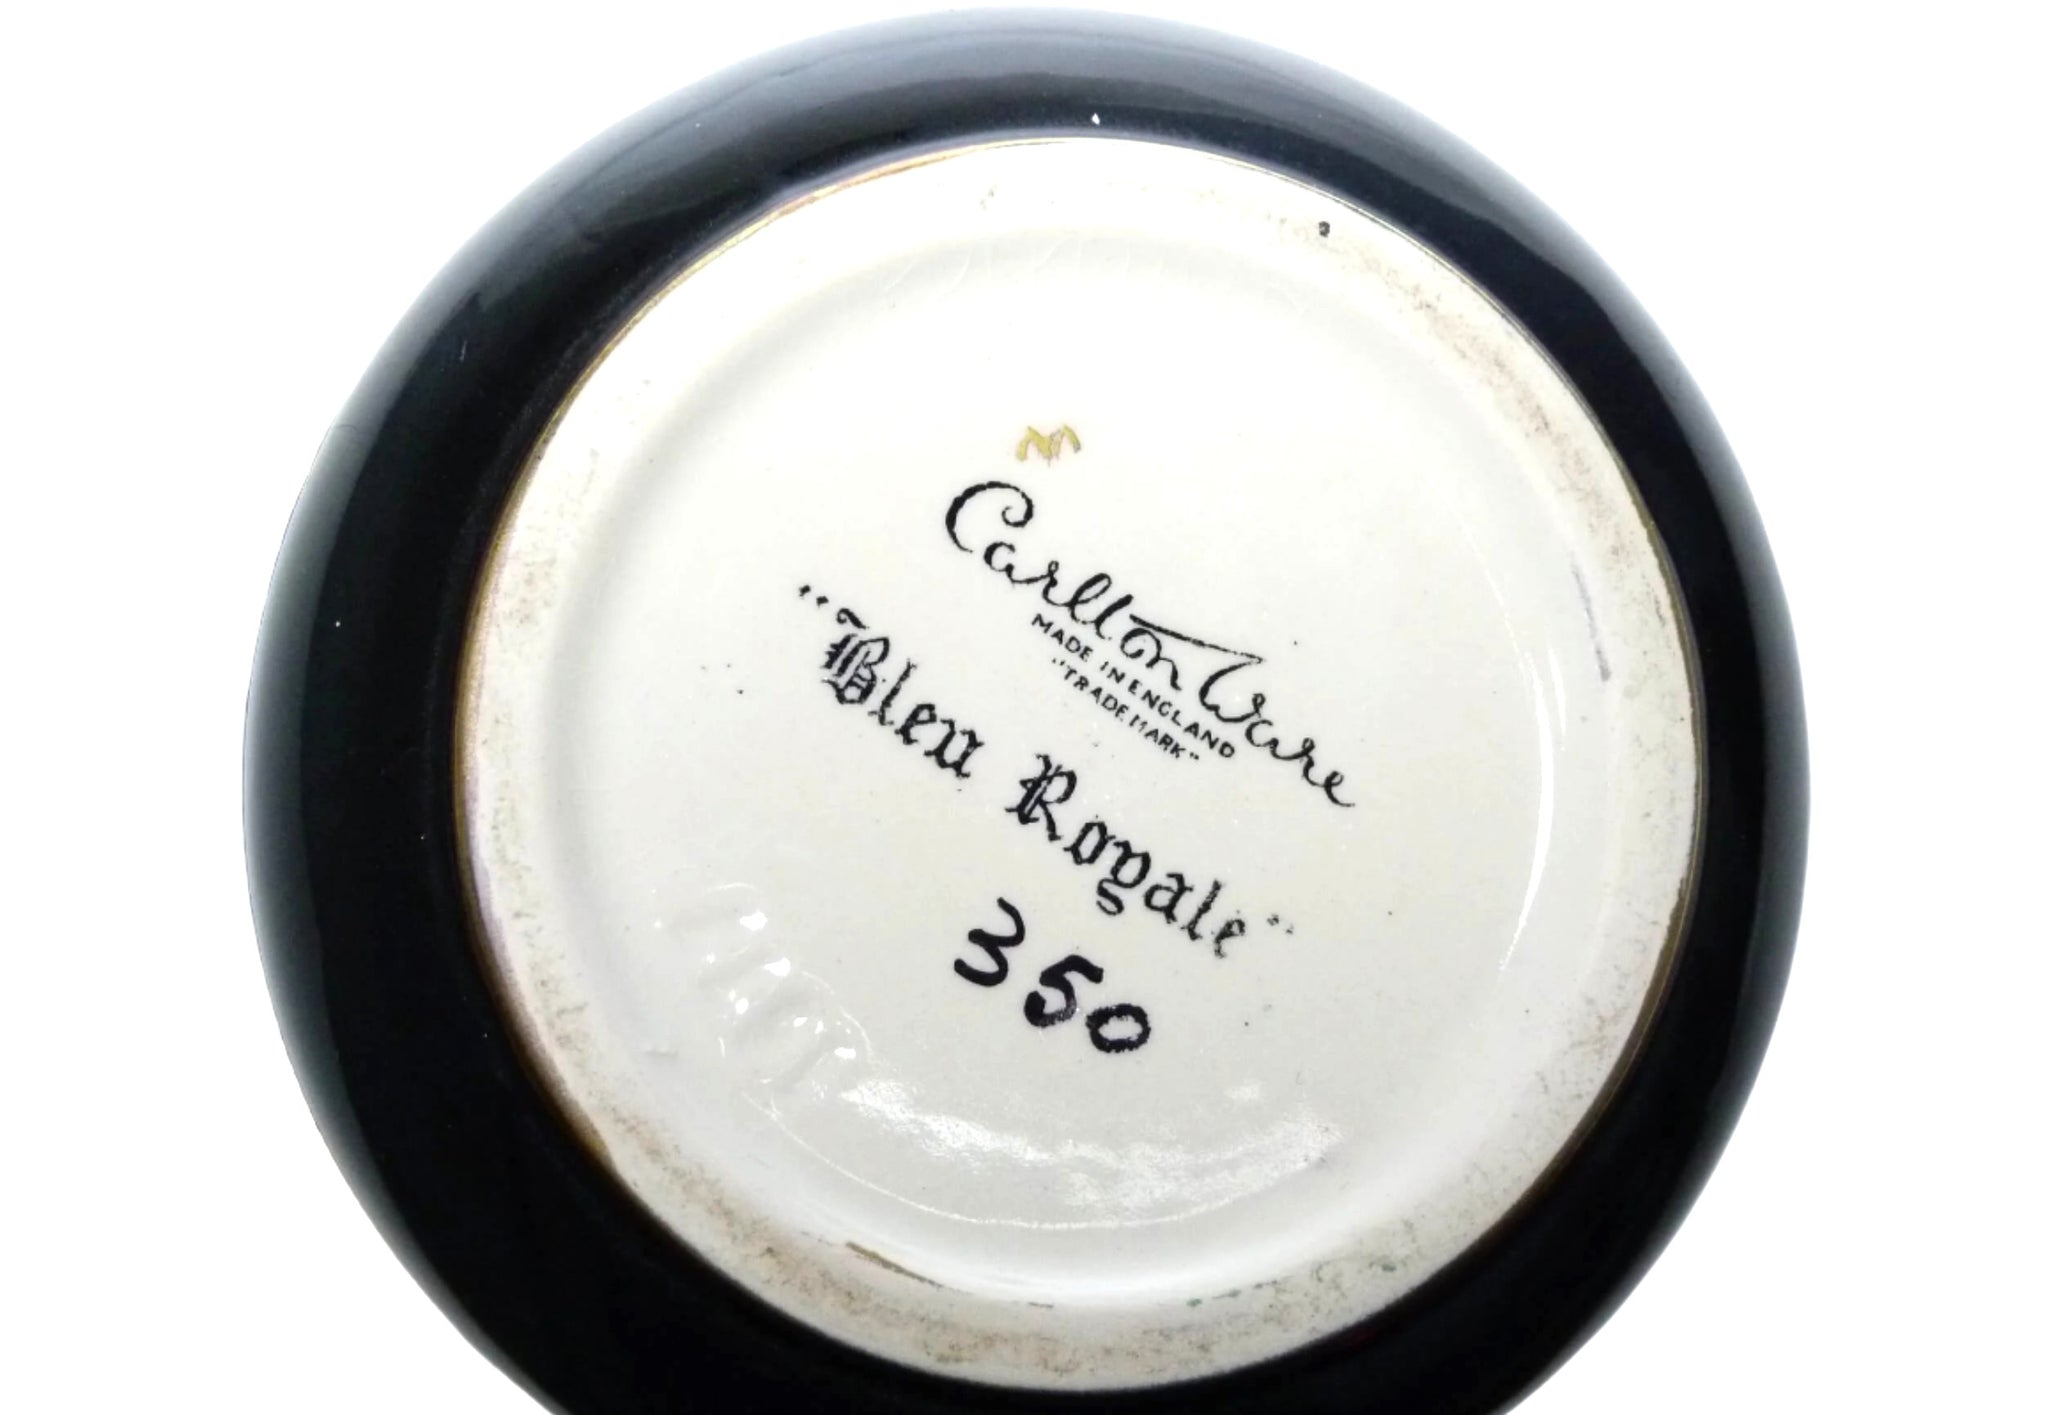 Carlton Ware
MADE IN ENGLAND
"TRADE MARK"
"Bleu Royale"
350